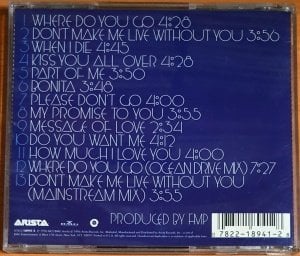 1 WHERE DO YOU GO 4:28
2 DON'T MAKE ME LIVE WITHOUT YOU 3:56
3 WHEN I DIE 4:45
4 KISS YOU ALL OVER 4:28
5 PART OF ME 3:50
6 BONITA 3:48
7 PLEASE DON'T GO 4:00
8 MY PROMISE TO YOU 3:55
9 MESSAGE OF LOVE 2:34
10 DO YOU WANT ME 4:12
11 HOW MUCH I LOVE YOU 4:00
12 WHERE DO YOU GO (OCEAN DRIVE MIX) 7:27
13 DON'T MAKE ME LIVE WITHOUT YOU
(MAINSTREAM MIX) 3:55
PRODUCED BY HMP
ARISTA
BMG
7822-18941-2